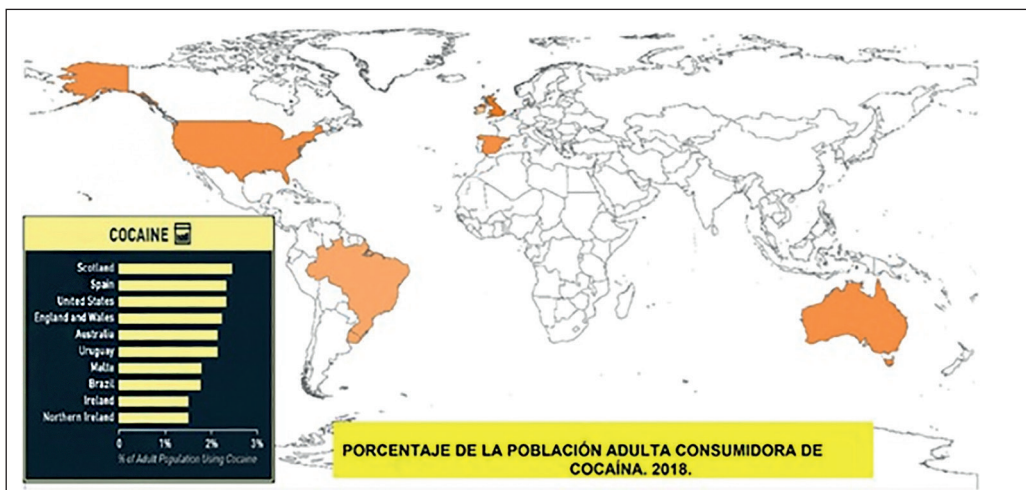 COCAINE
Scotland
Spain
United States
England and Wales
Australia
Uruguay
Malta
Brazil
Ireland
Northern Ireland
0 1% 2% 3%
% of Adult Population Using Cocaine
PORCENTAJE DE LA POBLACIÓN ADULTA CONSUMIDORA DE
COCAÍNA. 2018.